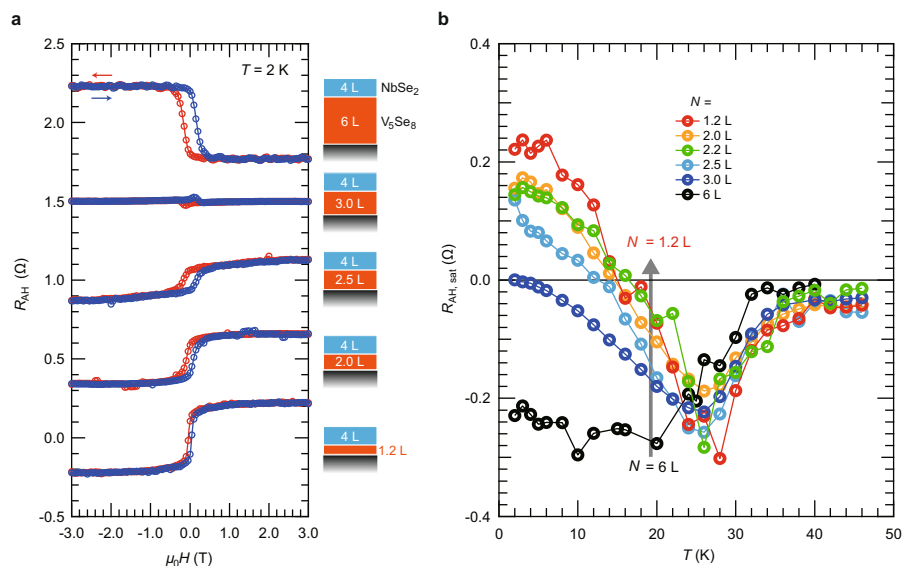 a
T = 2 K
2.5
2.0
1.5
1.0
0.5
0.0
-0.5
R_AH (Ω)
-3.0 -2.0 -1.0 0.0 1.0 2.0 3.0
μ₀H (T)
4 L NbSe₂
6 L V₅Se₈
4 L
3.0 L
4 L
2.5 L
4 L
2.0 L
4 L
1.2 L
b
N =
1.2 L
2.0 L
2.2 L
2.5 L
3.0 L
6 L
N = 1.2 L
N = 6 L
0.4
0.2
0.0
-0.2
-0.4
R_AH, sat (Ω)
0 10 20 30 40 50
T (K)